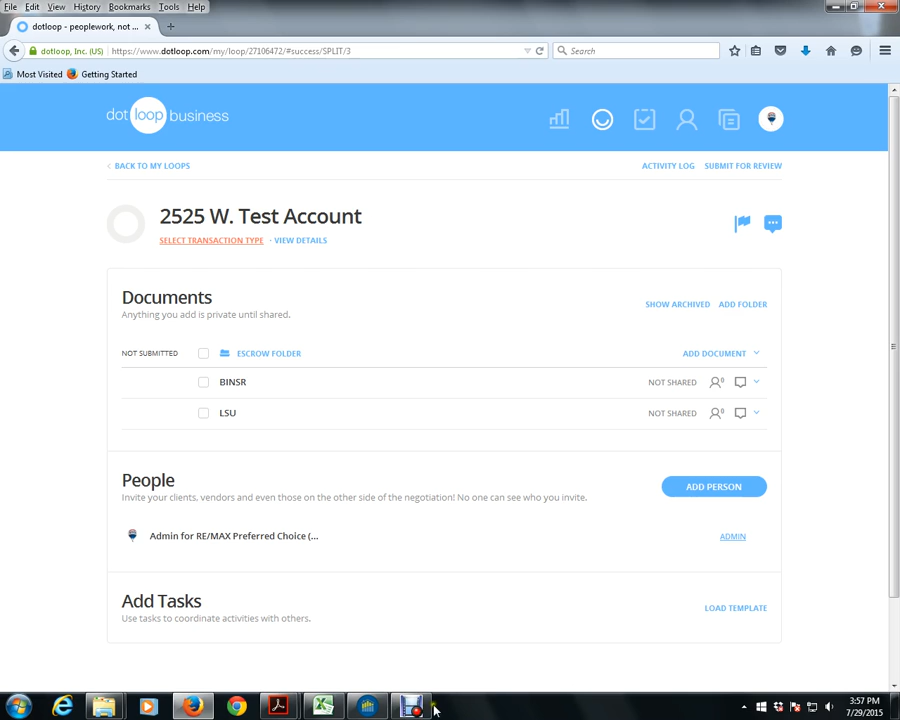 File Edit View History Bookmarks Tools Help
dotloop - peoplework, not ... × +
dotloop, Inc. (US) https://www.dotloop.com/my/loop/27106472/#success/SPLIT/3 Search
Most Visited Getting Started
dot loop business
‹ BACK TO MY LOOPS ACTIVITY LOG SUBMIT FOR REVIEW
2525 W. Test Account
SELECT TRANSACTION TYPE · VIEW DETAILS
Documents
Anything you add is private until shared.
SHOW ARCHIVED ADD FOLDER
NOT SUBMITTED ESCROW FOLDER ADD DOCUMENT
BINSR NOT SHARED 0
LSU NOT SHARED 0
People
Invite your clients, vendors and even those on the other side of the negotiation! No one can see who you invite.
ADD PERSON
Admin for RE/MAX Preferred Choice (... ADMIN
Add Tasks
Use tasks to coordinate activities with others.
LOAD TEMPLATE
3:57 PM
7/29/2015